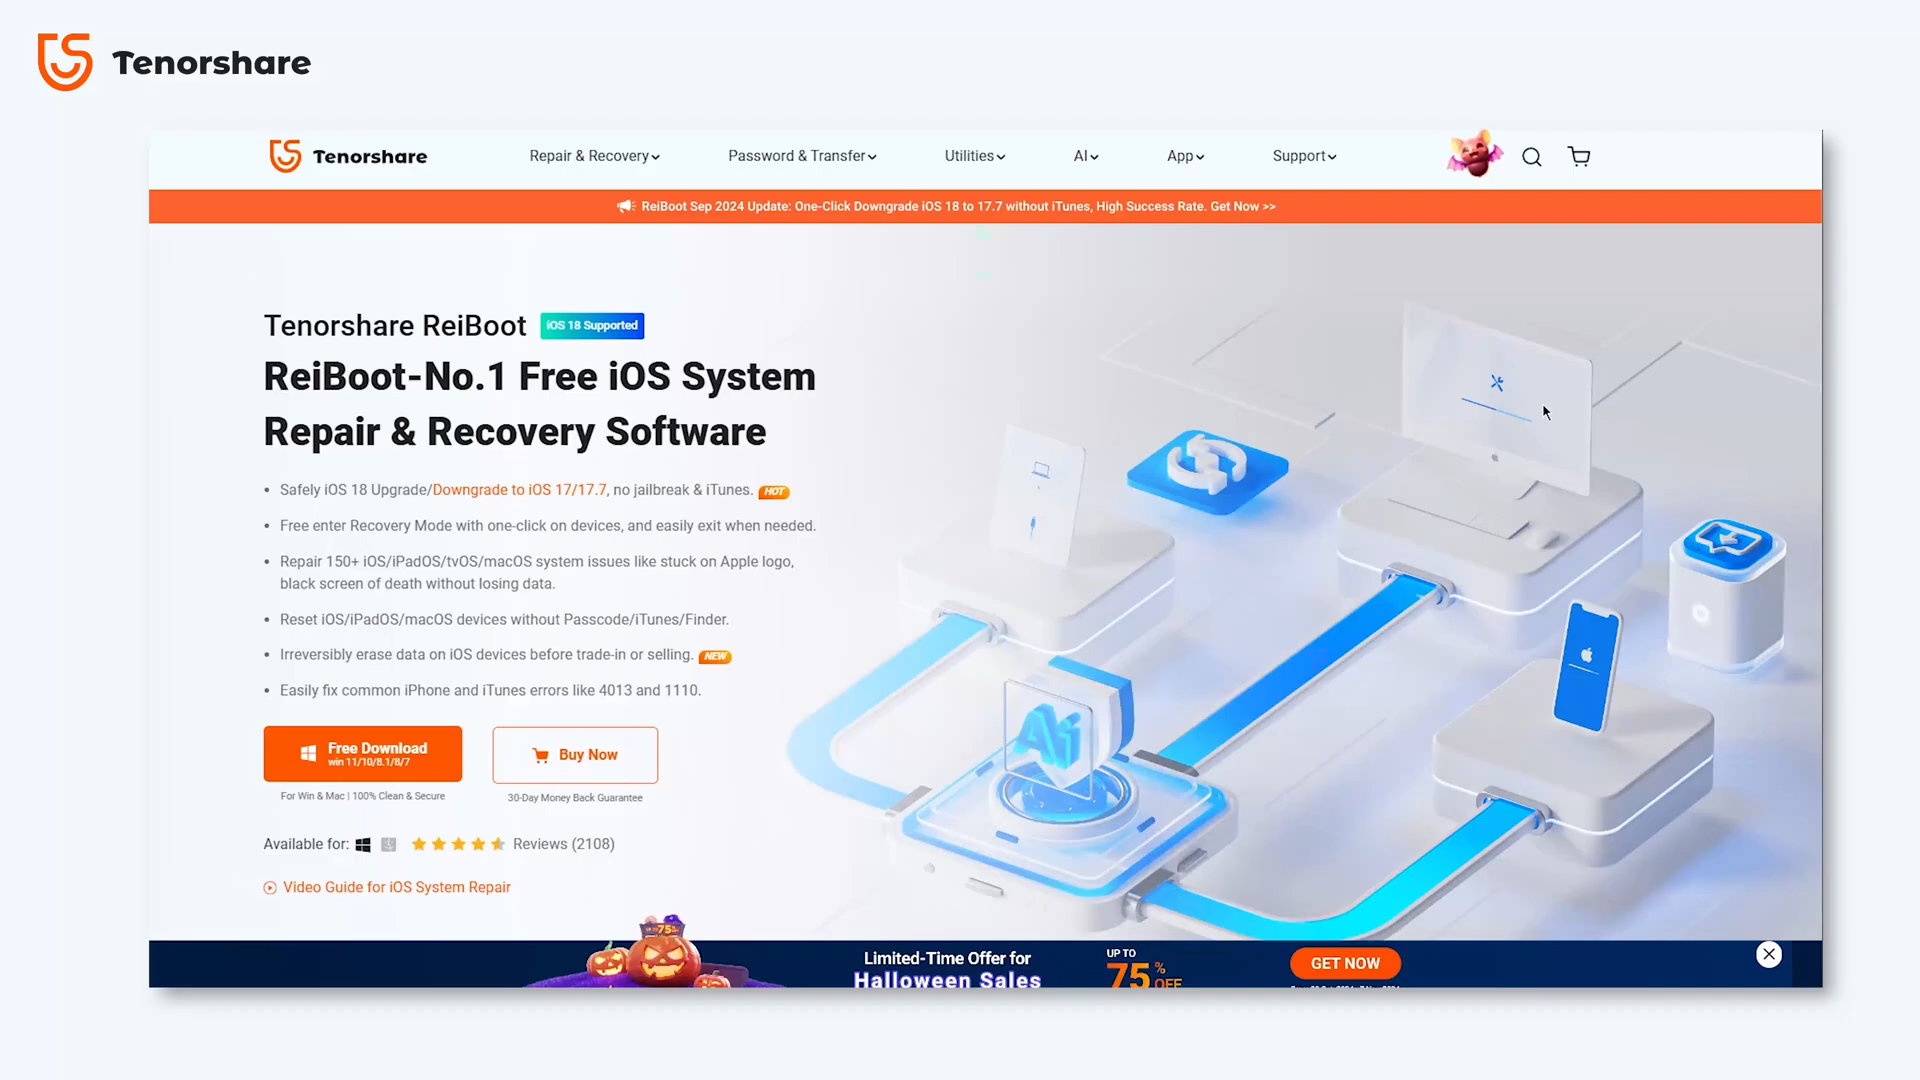 Tenorshare
Tenorshare
Repair & Recovery
Password & Transfer
Utilities
AI
App
Support
ReiBoot Sep 2024 Update: One-Click Downgrade iOS 18 to 17.7 without iTunes, High Success Rate. Get Now >>
Tenorshare ReiBoot
iOS 18 Supported
ReiBoot-No.1 Free iOS System
Repair & Recovery Software
• Safely iOS 18 Upgrade/Downgrade to iOS 17/17.7, no jailbreak & iTunes. HOT
• Free enter Recovery Mode with one-click on devices, and easily exit when needed.
• Repair 150+ iOS/iPadOS/tvOS/macOS system issues like stuck on Apple logo,
black screen of death without losing data.
• Reset iOS/iPadOS/macOS devices without Passcode/iTunes/Finder.
• Irreversibly erase data on iOS devices before trade-in or selling. NEW
• Easily fix common iPhone and iTunes errors like 4013 and 1110.
Free Download
win 11/10/8.1/8/7
Buy Now
For Win & Mac | 100% Clean & Secure
30-Day Money Back Guarantee
Available for:
Reviews (2108)
Video Guide for iOS System Repair
Ai
75%
Limited-Time Offer for
Halloween Sales
UP TO
75% OFF
GET NOW